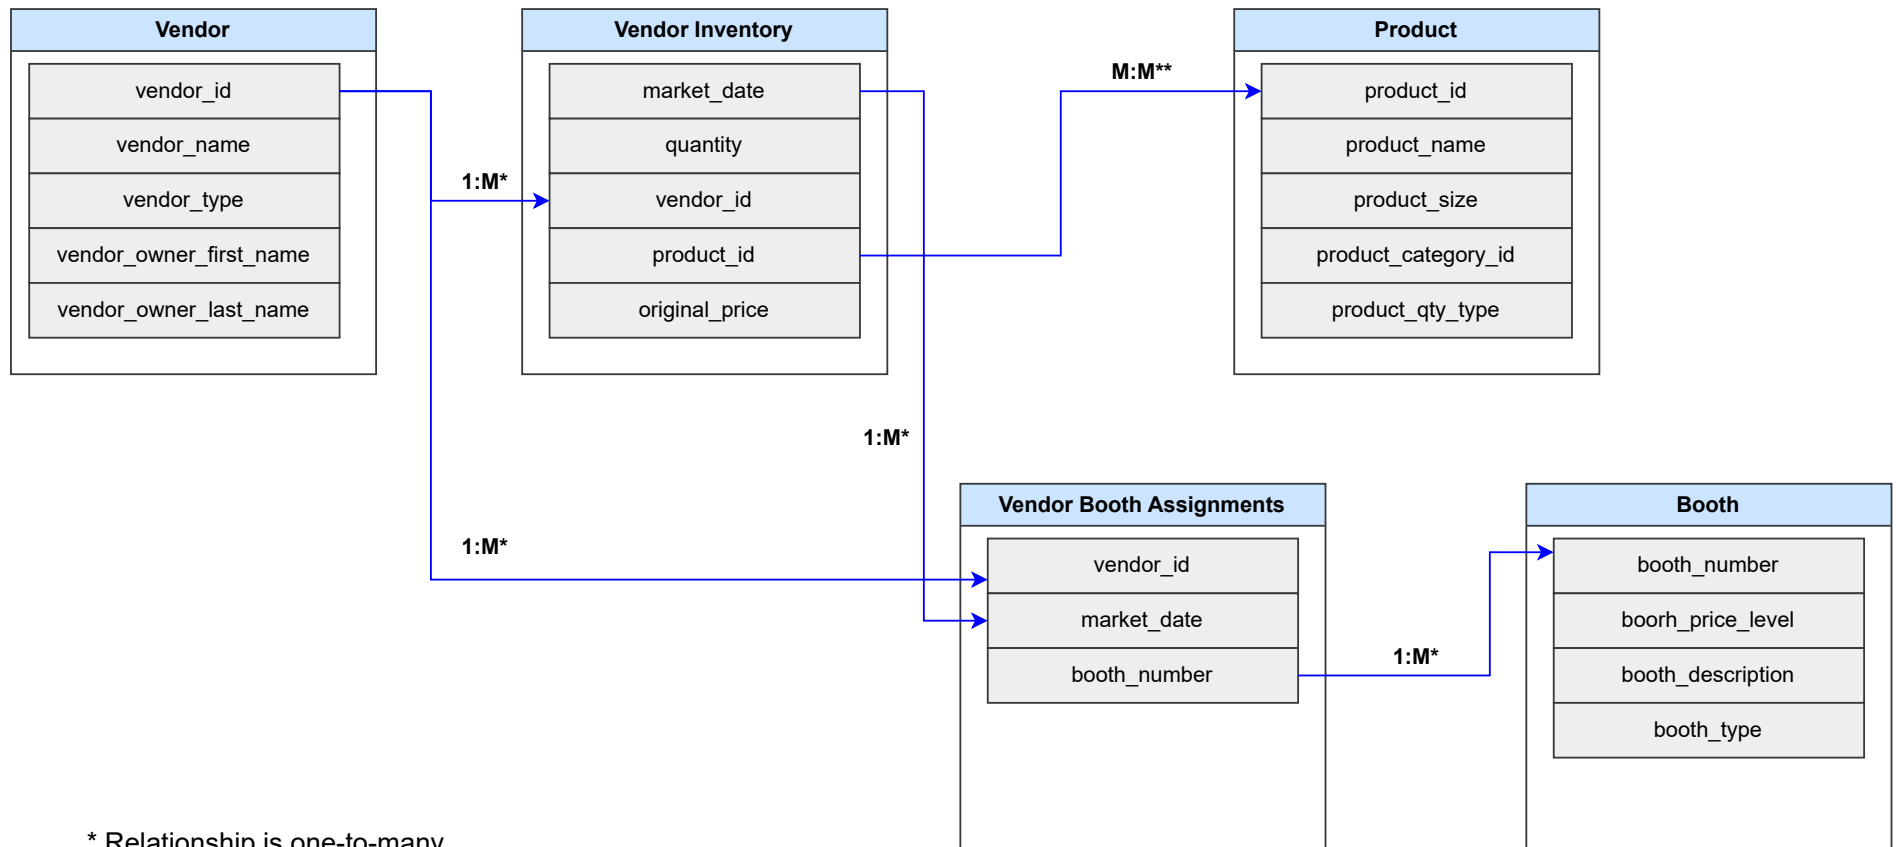 Vendor
vendor_id
vendor_name
vendor_type
vendor_owner_first_name
vendor_owner_last_name
Vendor Inventory
market_date
quantity
vendor_id
product_id
original_price
Product
product_id
product_name
product_size
product_category_id
product_qty_type
M:M**
1:M*
1:M*
1:M*
Vendor Booth Assignments
vendor_id
market_date
booth_number
1:M*
Booth
booth_number
boorh_price_level
booth_description
booth_type
* Relationship is one-to-many